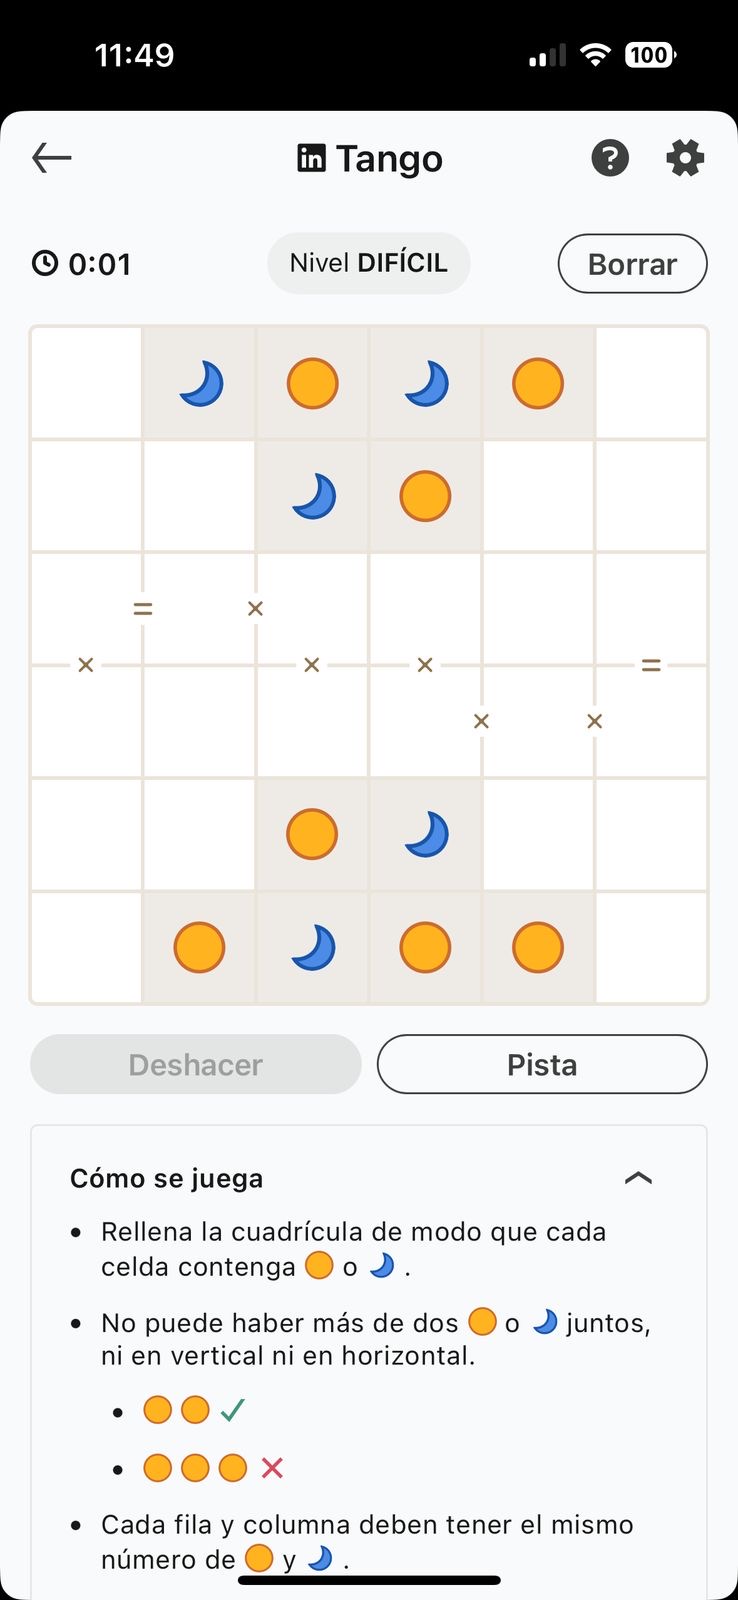 11:49
100
in Tango
?
0:01
Nivel DIFÍCIL
Borrar
=
×
×
×
×
=
×
×
Deshacer
Pista
Cómo se juega
• Rellena la cuadrícula de modo que cada
celda contenga o .
• No puede haber más de dos o juntos,
ni en vertical ni en horizontal.
• Cada fila y columna deben tener el mismo
número de y .